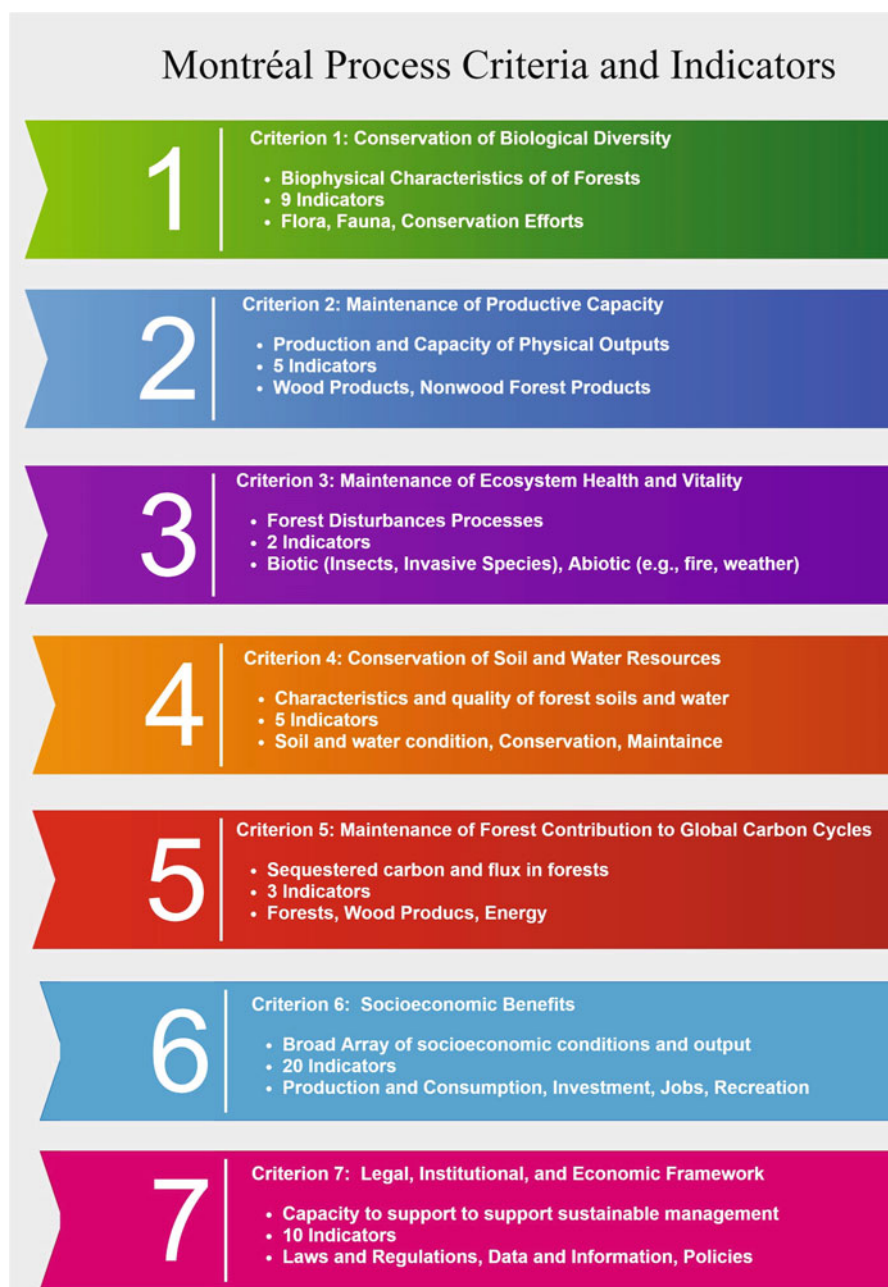 Montréal Process Criteria and Indicators
1
Criterion 1: Conservation of Biological Diversity
• Biophysical Characteristics of of Forests
• 9 Indicators
• Flora, Fauna, Conservation Efforts
2
Criterion 2: Maintenance of Productive Capacity
• Production and Capacity of Physical Outputs
• 5 Indicators
• Wood Products, Nonwood Forest Products
3
Criterion 3: Maintenance of Ecosystem Health and Vitality
• Forest Disturbances Processes
• 2 Indicators
• Biotic (Insects, Invasive Species), Abiotic (e.g., fire, weather)
4
Criterion 4: Conservation of Soil and Water Resources
• Characteristics and quality of forest soils and water
• 5 Indicators
• Soil and water condition, Conservation, Maintaince
5
Criterion 5: Maintenance of Forest Contribution to Global Carbon Cycles
• Sequestered carbon and flux in forests
• 3 Indicators
• Forests, Wood Producs, Energy
6
Criterion 6: Socioeconomic Benefits
• Broad Array of socioeconomic conditions and output
• 20 Indicators
• Production and Consumption, Investment, Jobs, Recreation
7
Criterion 7: Legal, Institutional, and Economic Framework
• Capacity to support to support sustainable management
• 10 Indicators
• Laws and Regulations, Data and Information, Policies